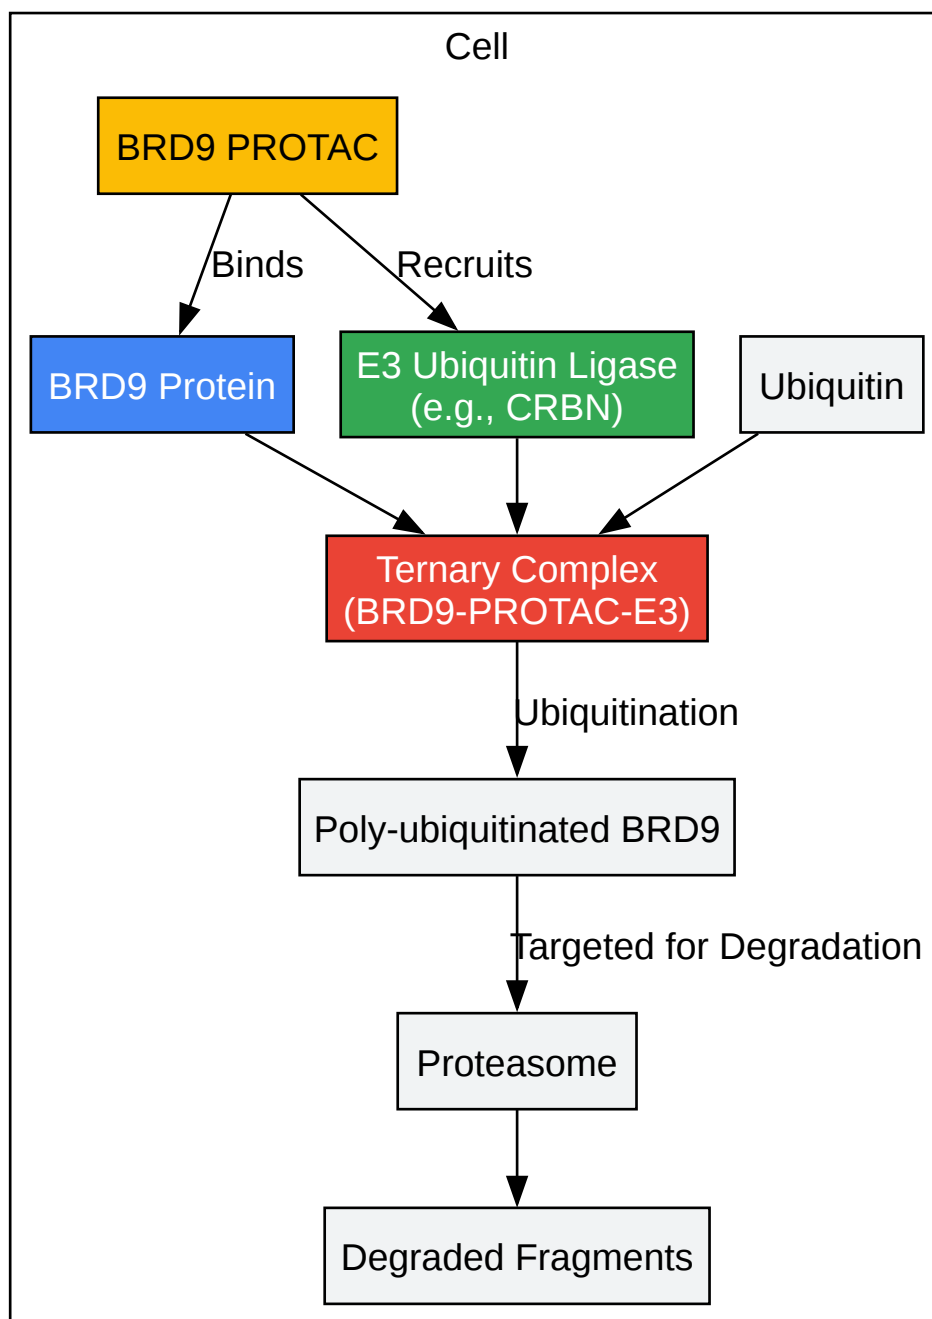 Cell
BRD9 PROTAC
Binds
Recruits
BRD9 Protein
E3 Ubiquitin Ligase
(e.g., CRBN)
Ubiquitin
Ternary Complex
(BRD9-PROTAC-E3)
Ubiquitination
Poly-ubiquitinated BRD9
Targeted for Degradation
Proteasome
Degraded Fragments